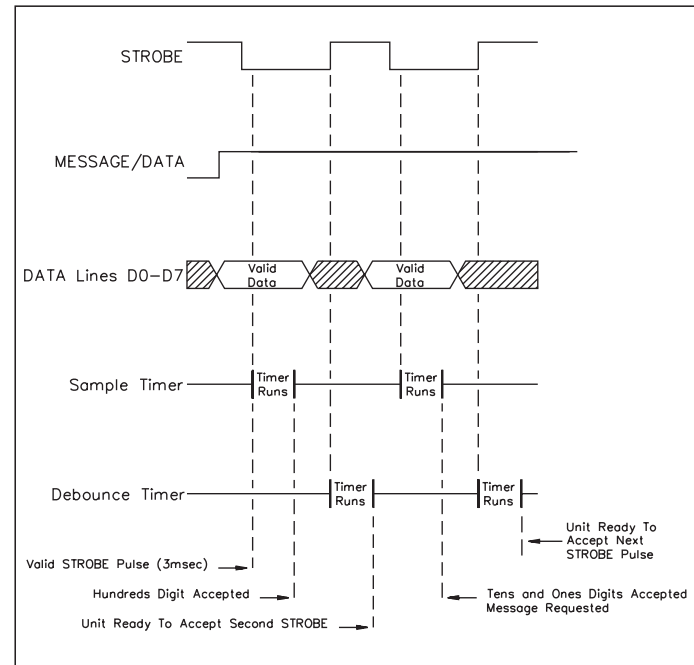 STROBE
MESSAGE/DATA
DATA Lines D0-D7
Valid
Data
Valid
Data
Sample Timer
Timer
Runs
Timer
Runs
Debounce Timer
Timer
Runs
Timer
Runs
Unit Ready To
Accept Next
STROBE Pulse
Valid STROBE Pulse (3msec)
Hundreds Digit Accepted
Tens and Ones Digits Accepted
Message Requested
Unit Ready To Accept Second STROBE